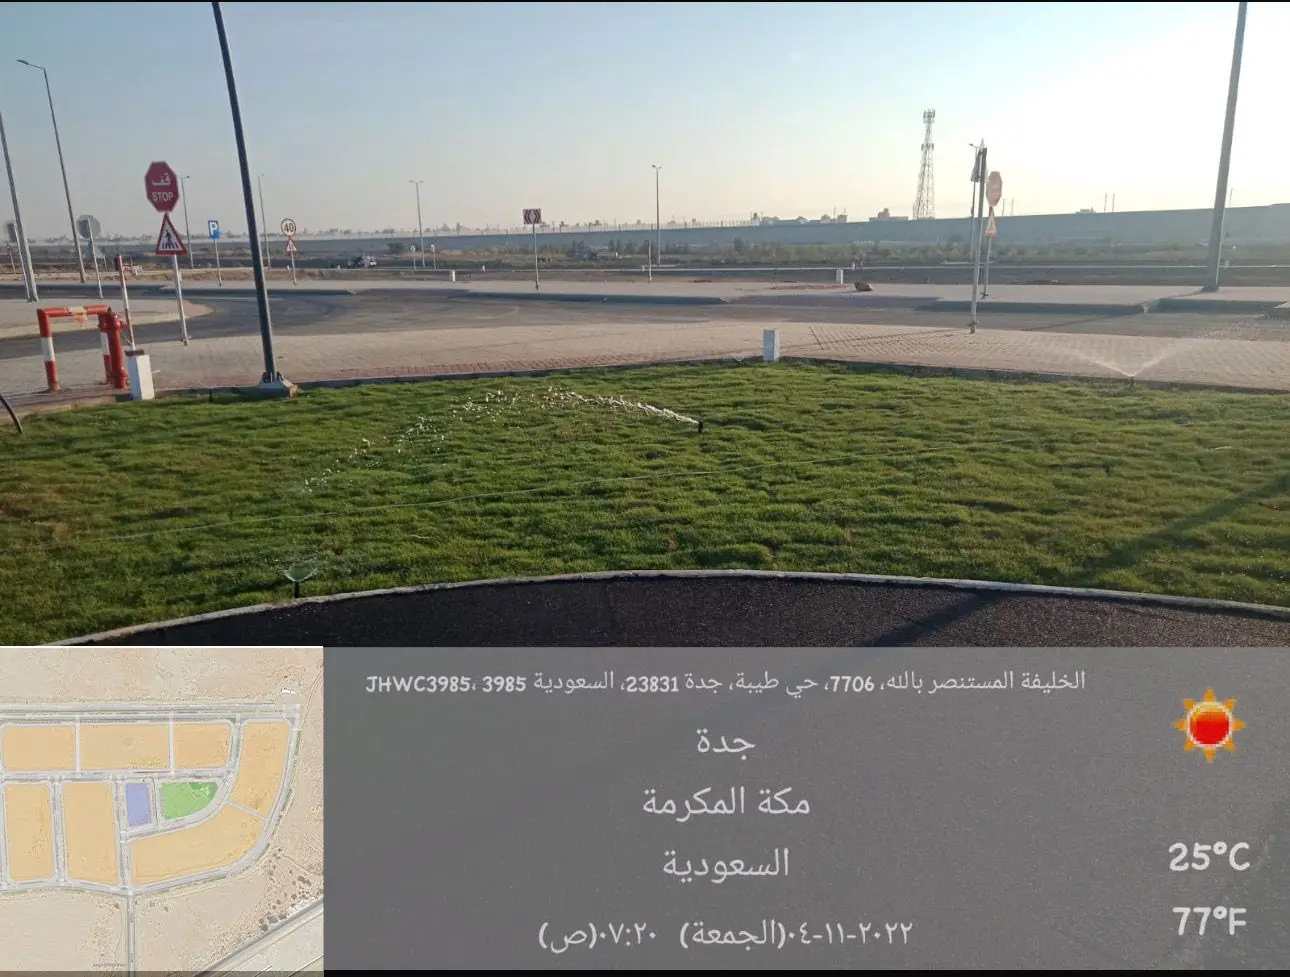 قف
STOP
P
40
الخليفة المستنصر بالله، 7706، حي طيبة، جدة 23831، السعودية JHWC3985، 3985
جدة
مكة المكرمة
السعودية
٢٠٢٢-١١-٠٤(الجمعة) ٠٧:٢٠(ص)
25°C
77°F